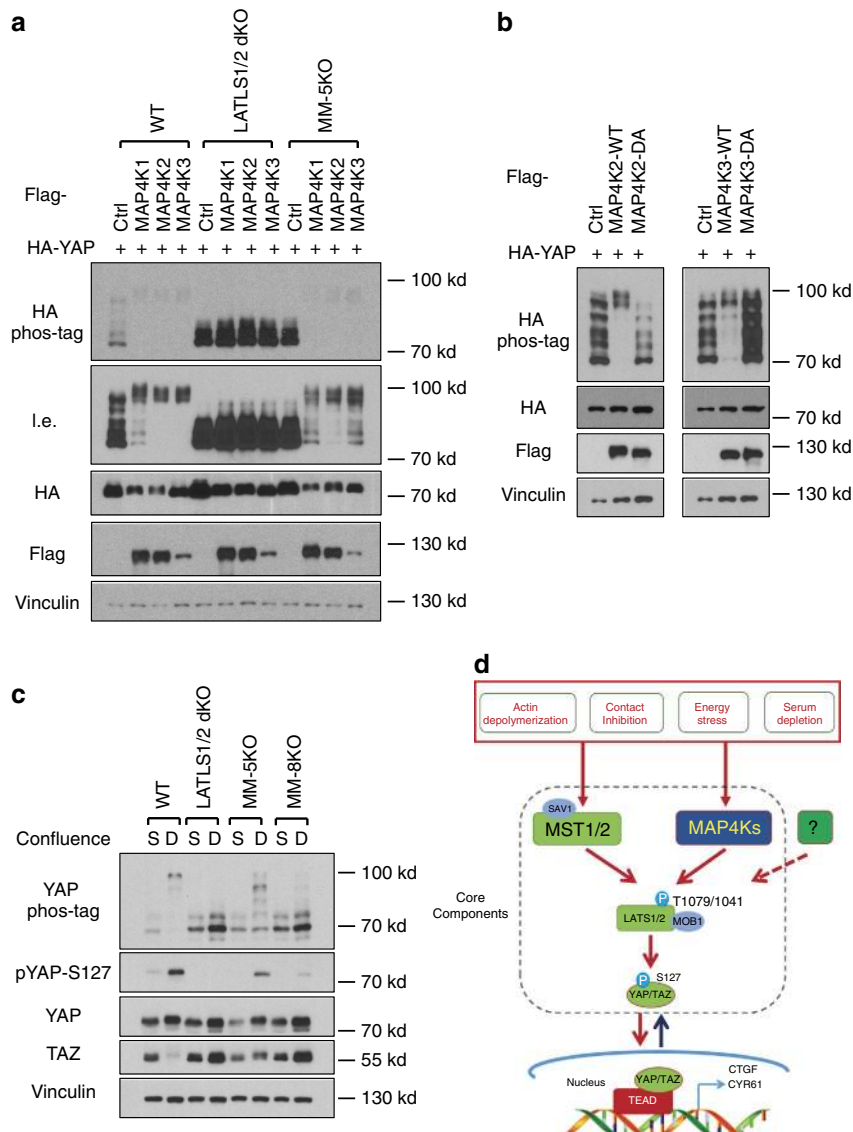 a
WT
LATLS1/2 dKO
MM-5KO
Flag-
Ctrl
MAP4K1
MAP4K2
MAP4K3
Ctrl
MAP4K1
MAP4K2
MAP4K3
Ctrl
MAP4K1
MAP4K2
MAP4K3
HA-YAP + + + + + + + + + + + +
HA
phos-tag
100 kd
70 kd
l.e.
100 kd
70 kd
HA
70 kd
Flag
130 kd
Vinculin
130 kd
b
Flag-
Ctrl
MAP4K2-WT
MAP4K2-DA
Ctrl
MAP4K3-WT
MAP4K3-DA
HA-YAP + + + + + +
HA
phos-tag
100 kd
70 kd
HA
70 kd
Flag
130 kd
Vinculin
130 kd
c
WT
LATLS1/2 dKO
MM-5KO
MM-8KO
Confluence S D S D S D S D
YAP
phos-tag
100 kd
70 kd
pYAP-S127
70 kd
YAP
70 kd
TAZ
55 kd
Vinculin
130 kd
d
Actin
depolymerization
Contact
Inhibition
Energy
stress
Serum
depletion
SAV1
MST1/2
MAP4Ks
?
Core
Components
P
T1079/1041
LATS1/2
MOB1
P
S127
YAP/TAZ
Nucleus
YAP/TAZ
TEAD
CTGF
CYR61